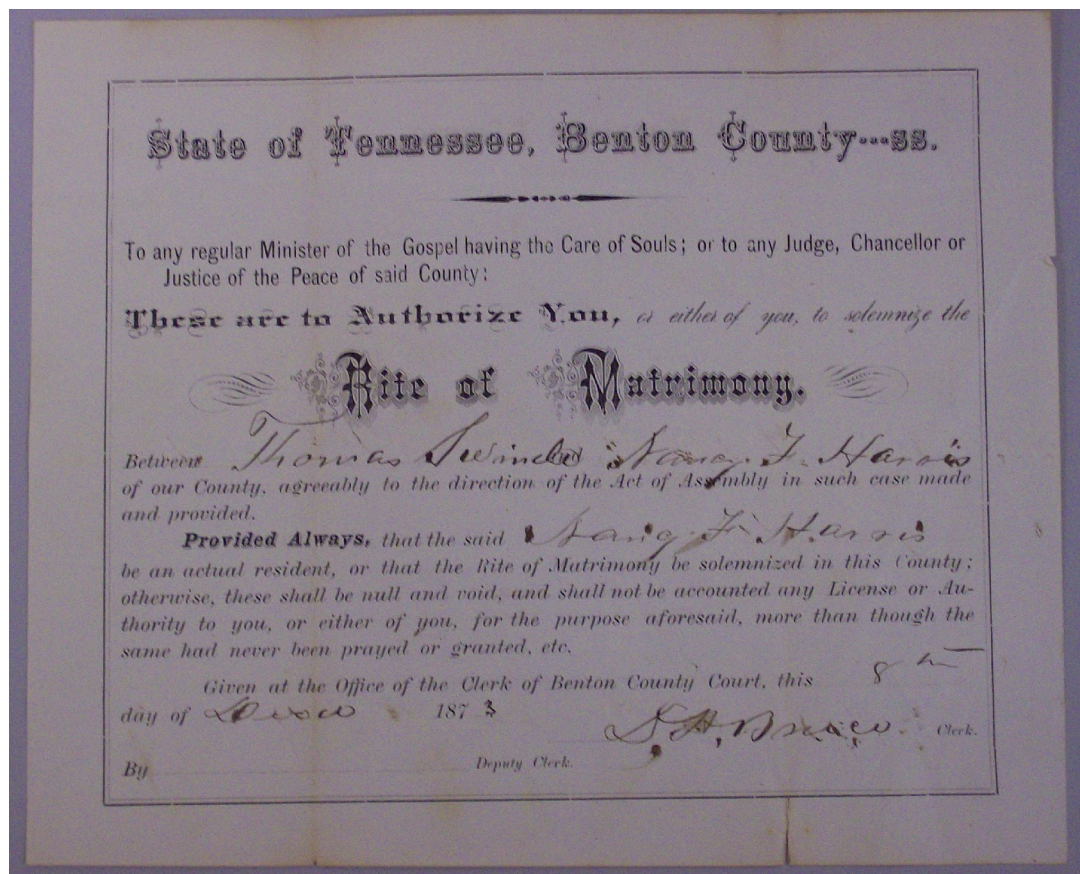 State of Tennessee, Benton County---ss.
To any regular Minister of the Gospel having the Care of Souls; or to any Judge, Chancellor or
Justice of the Peace of said County:
These are to Authorize You, or either of you, to solemnize the
Rite of Matrimony.
Between Thomas Nancy F. Harris
of our County, agreeably to the direction of the Act of Assembly in such case made
and provided.
Provided Always, that the said Nancy F Harris
be an actual resident, or that the Rite of Matrimony be solemnized in this County;
otherwise, these shall be null and void, and shall not be accounted any License or Au-
thority to you, or either of you, for the purpose aforesaid, more than though the
same had never been prayed or granted, etc.
Given at the Office of the Clerk of Benton County Court, this 8th
day of 1873
Clerk.
By Deputy Clerk.